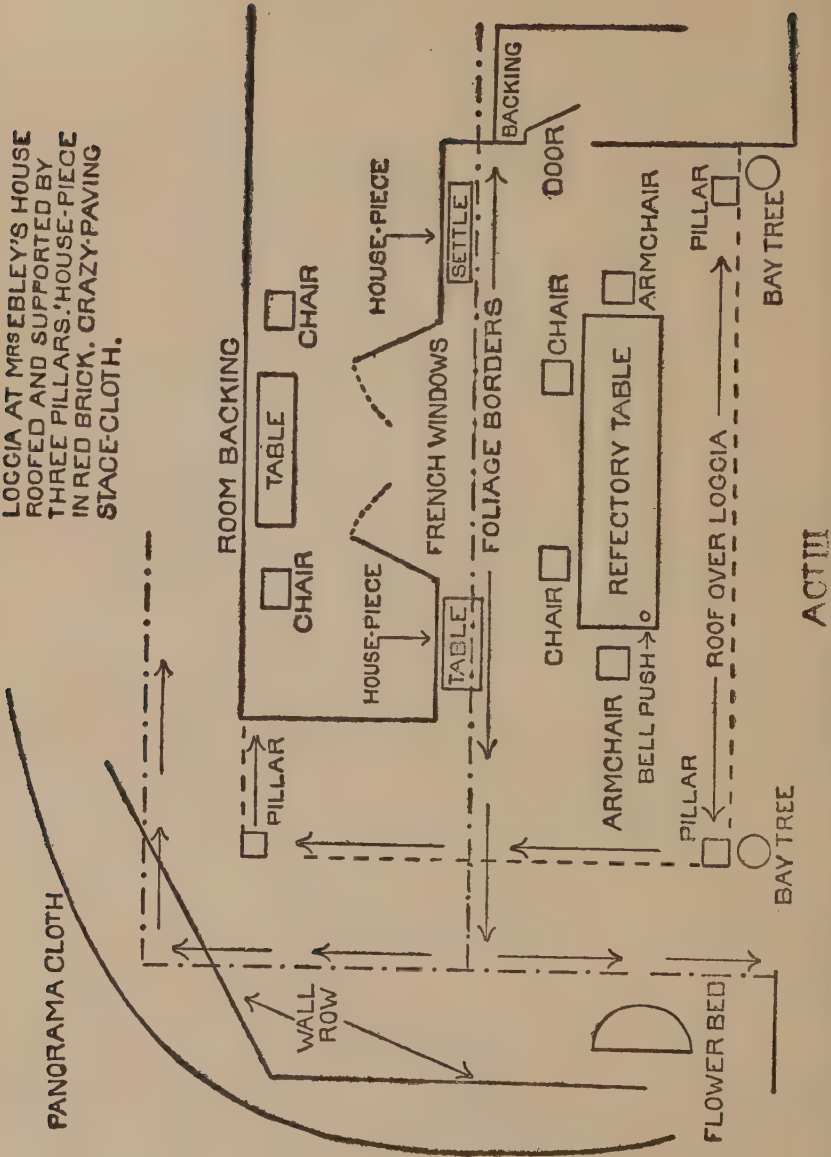 LOGGIA AT MRS EBLEY'S HOUSE
ROOFED AND SUPPORTED BY
THREE PILLARS. HOUSE-PIECE
IN RED BRICK. CRAZY-PAVING
STAGE-CLOTH.
PANORAMA CLOTH
ROOM BACKING
CHAIR
TABLE
CHAIR
PILLAR
HOUSE-PIECE
HOUSE-PIECE
WALL
ROW
FRENCH WINDOWS
TABLE
SETTLE
BACKING
FOLIAGE BORDERS
DOOR
CHAIR
CHAIR
ARMCHAIR
REFECTORY TABLE
ARMCHAIR
BELL PUSH
PILLAR
ROOF OVER LOGGIA
PILLAR
FLOWER BED
BAY TREE
BAY TREE
ACT III